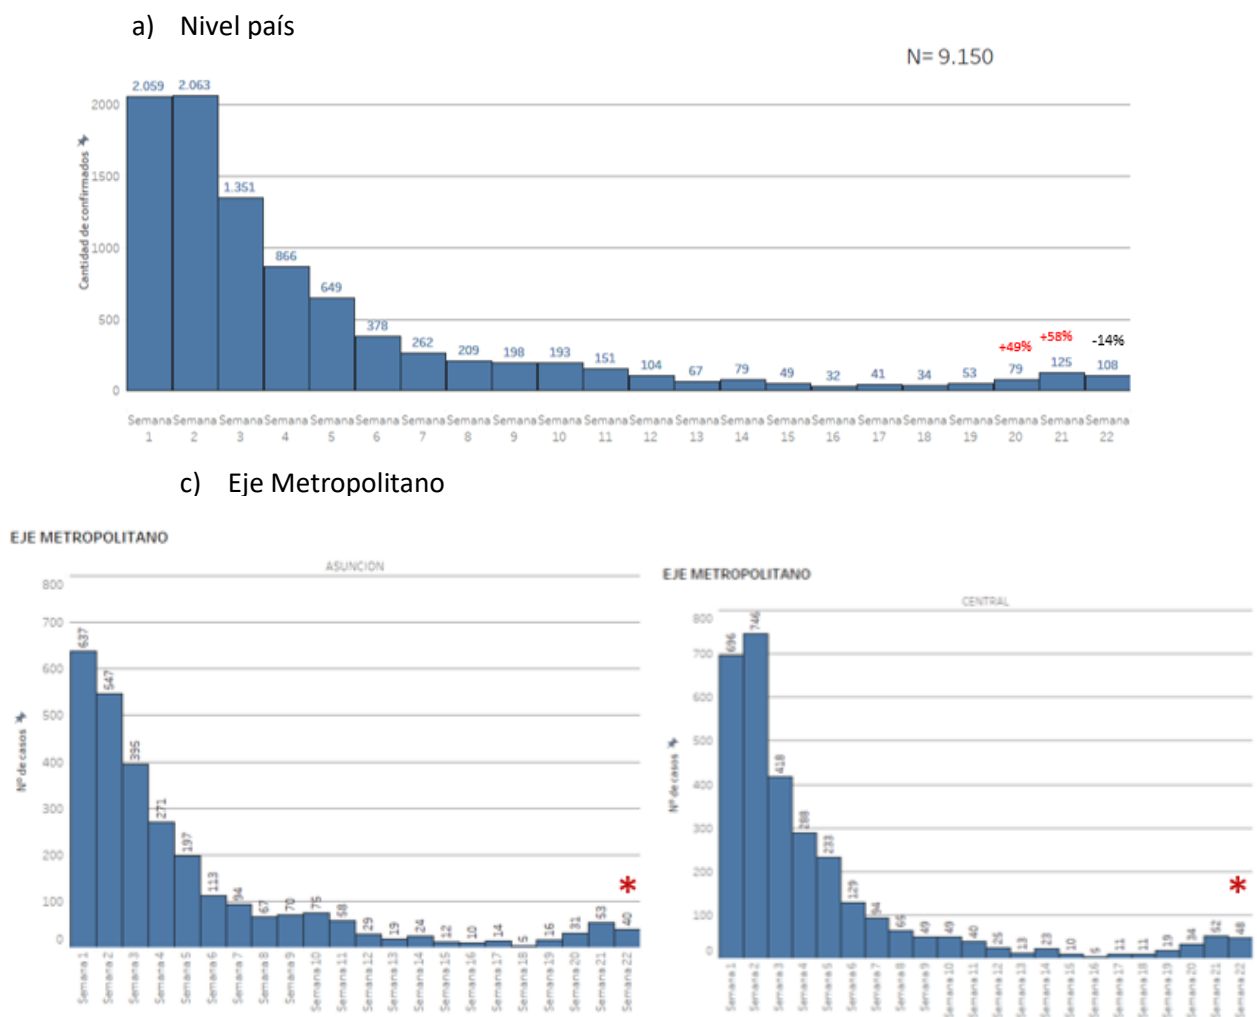 a) Nivel país
N= 9.150
Cantidad de confirmados
2000
1500
1000
500
0
2.059 2.063 1.351 866 649 378 262 209 198 193 151 104 67 79 49 32 41 34 53 79 125 108
+49% +58% -14%
Semana Semana Semana Semana Semana Semana Semana Semana Semana Semana Semana Semana Semana Semana Semana Semana Semana Semana Semana Semana Semana Semana
1 2 3 4 5 6 7 8 9 10 11 12 13 14 15 16 17 18 19 20 21 22
c) Eje Metropolitano
EJE METROPOLITANO
ASUNCION
Nº de casos
800
700
600
500
400
300
200
100
0
637 547 395 271 197 113 94 67 70 75 58 29 19 24 12 10 14 5 16 31 53 40
*
Semana 1 Semana 2 Semana 3 Semana 4 Semana 5 Semana 6 Semana 7 Semana 8 Semana 9 Semana 10 Semana 11 Semana 12 Semana 13 Semana 14 Semana 15 Semana 16 Semana 17 Semana 18 Semana 19 Semana 20 Semana 21 Semana 22
EJE METROPOLITANO
CENTRAL
Nº de casos
800
700
600
500
400
300
200
100
0
696 746 418 288 233 129 94 65 49 49 40 25 13 23 10 5 11 11 19 34 52 48
*
Semana 1 Semana 2 Semana 3 Semana 4 Semana 5 Semana 6 Semana 7 Semana 8 Semana 9 Semana 10 Semana 11 Semana 12 Semana 13 Semana 14 Semana 15 Semana 16 Semana 17 Semana 18 Semana 19 Semana 20 Semana 21 Semana 22